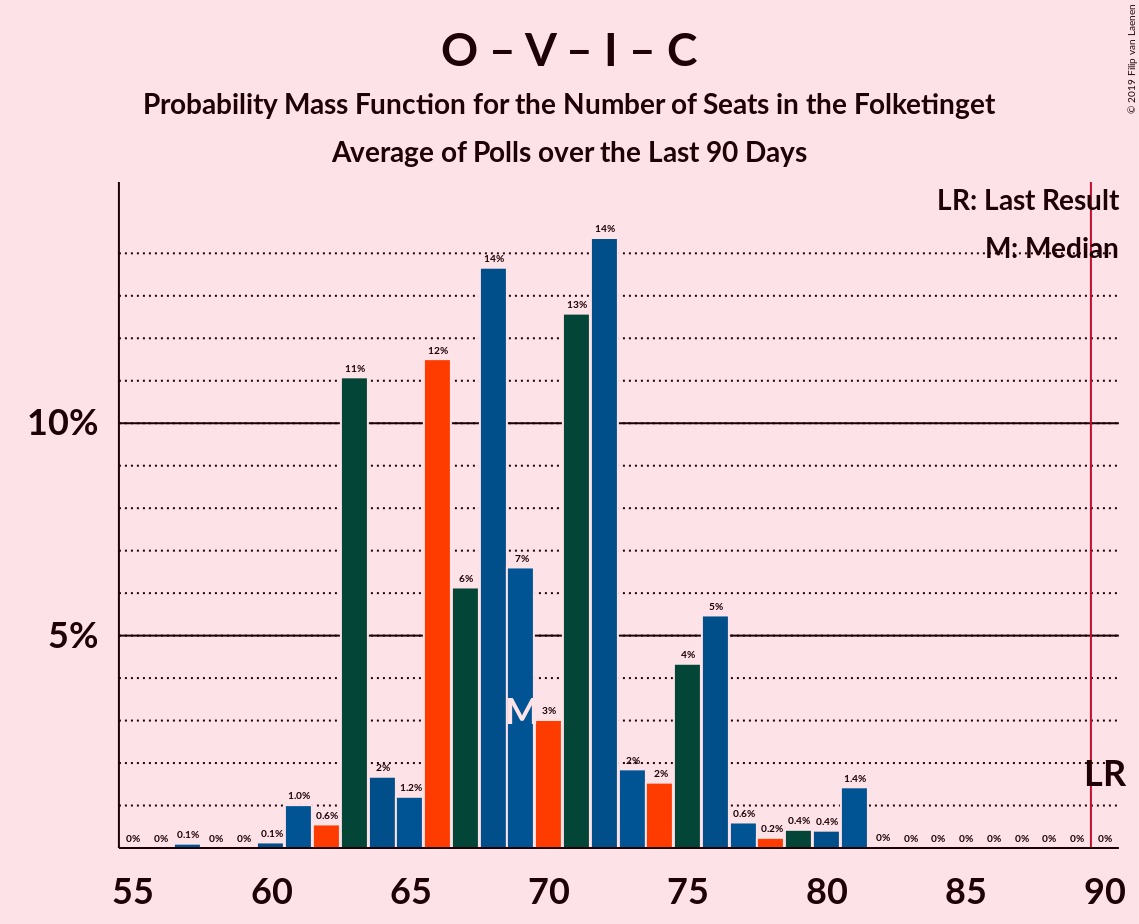 O – V – I – C
Probability Mass Function for the Number of Seats in the Folketinget
Average of Polls over the Last 90 Days
© 2019 Filip van Laenen
LR: Last Result
M: Median
10%
5%
0% 0% 0.1% 0% 0% 0.1% 1.0% 0.6% 11% 2% 1.2% 12% 6% 14% 7% 3% 13% 14% 2% 2% 4% 5% 0.6% 0.2% 0.4% 0.4% 1.4% 0% 0% 0% 0% 0% 0% 0% 0% 0%
M
LR
55 60 65 70 75 80 85 90